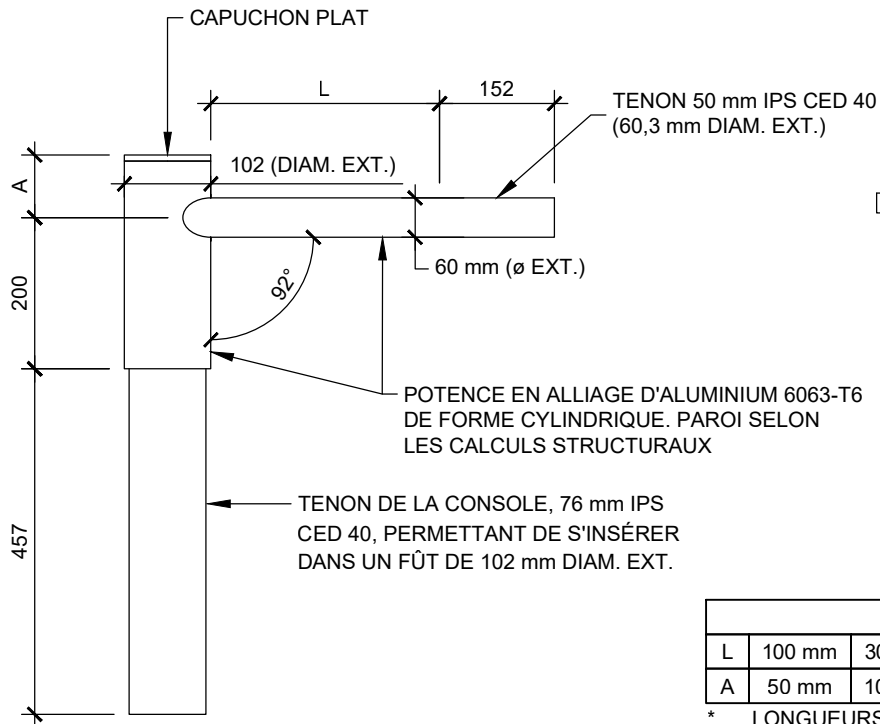 CAPUCHON PLAT
L
152
TENON 50 mm IPS CED 40
(60,3 mm DIAM. EXT.)
A
102 (DIAM. EXT.)
60 mm (ø EXT.)
92°
200
POTENCE EN ALLIAGE D'ALUMINIUM 6063-T6
DE FORME CYLINDRIQUE. PAROI SELON
LES CALCULS STRUCTURAUX
457
TENON DE LA CONSOLE, 76 mm IPS
CED 40, PERMETTANT DE S'INSÉRER
DANS UN FÛT DE 102 mm DIAM. EXT.
L 100 mm 30
A 50 mm 10
* LONGUEURS